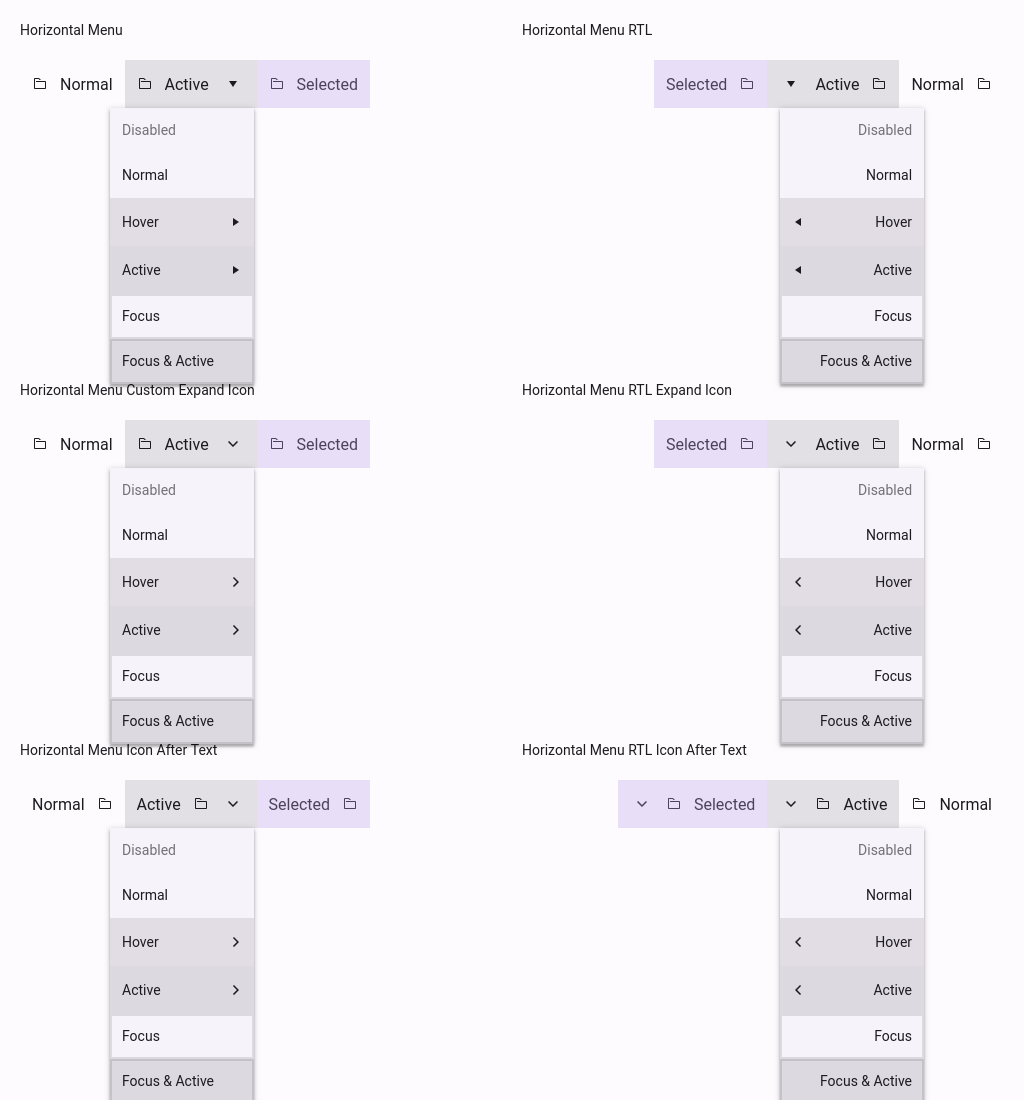 Horizontal Menu
Normal Active Selected
Disabled
Normal
Hover
Active
Focus
Focus & Active
Horizontal Menu RTL
Selected Active Normal
Disabled
Normal
Hover
Active
Focus
Focus & Active
Horizontal Menu Custom Expand Icon
Normal Active Selected
Disabled
Normal
Hover
Active
Focus
Focus & Active
Horizontal Menu RTL Expand Icon
Selected Active Normal
Disabled
Normal
Hover
Active
Focus
Focus & Active
Horizontal Menu Icon After Text
Normal Active Selected
Disabled
Normal
Hover
Active
Focus
Focus & Active
Horizontal Menu RTL Icon After Text
Selected Active Normal
Disabled
Normal
Hover
Active
Focus
Focus & Active